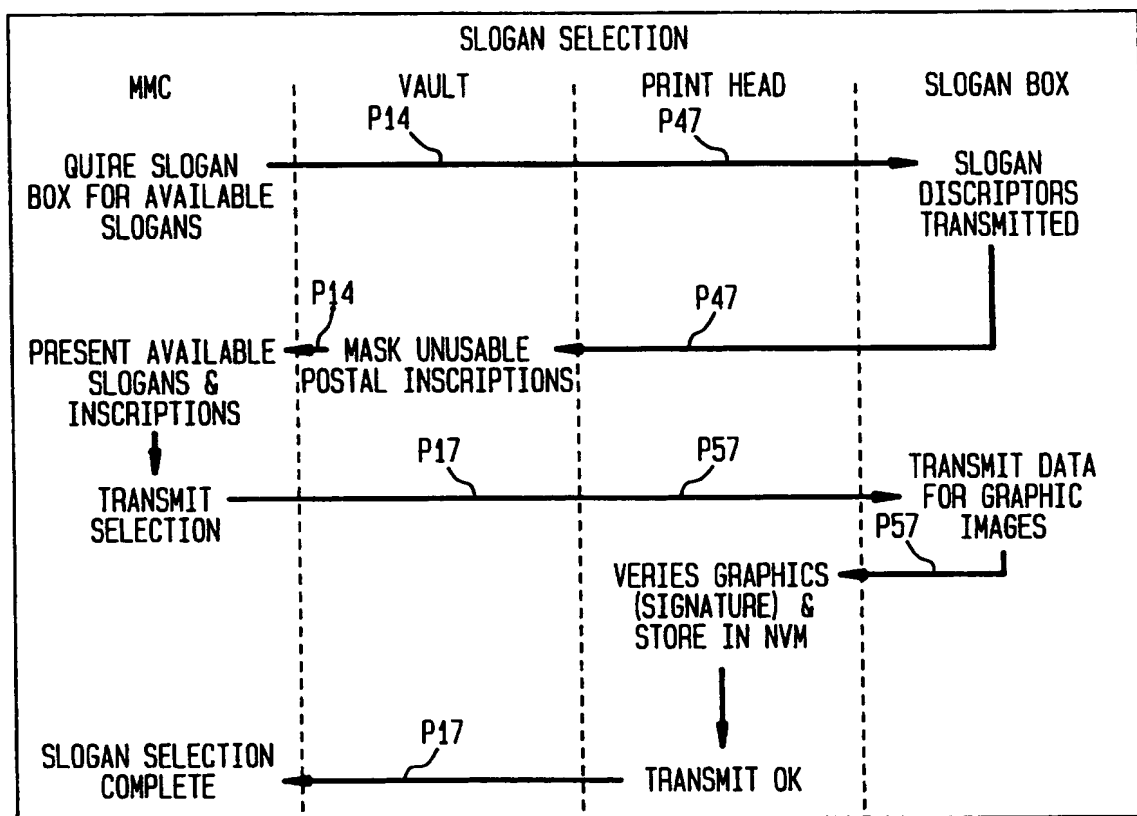 SLOGAN SELECTION
MMC VAULT PRINT HEAD SLOGAN BOX
P14 P47
QUIRE SLOGAN
BOX FOR AVAILABLE
SLOGANS
SLOGAN
DISCRIPTORS
TRANSMITTED
P14 P47
PRESENT AVAILABLE
SLOGANS &
INSCRIPTIONS
MASK UNUSABLE
POSTAL INSCRIPTIONS
P17 P57
TRANSMIT
SELECTION
TRANSMIT DATA
FOR GRAPHIC
IMAGES
P57
VERIES GRAPHICS
(SIGNATURE) &
STORE IN NVM
P17
SLOGAN SELECTION
COMPLETE
TRANSMIT OK